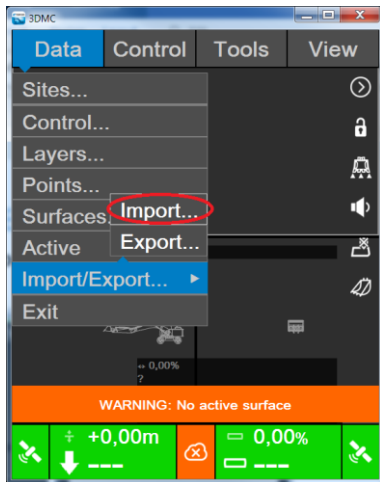 3DMC
Data Control Tools View
Sites...
Control...
Layers...
Points...
Import...
Surfaces
Export...
Active
Import/Export...
Exit
0,00%
?
WARNING: No active surface
+0,00m 0,00%
--- ---